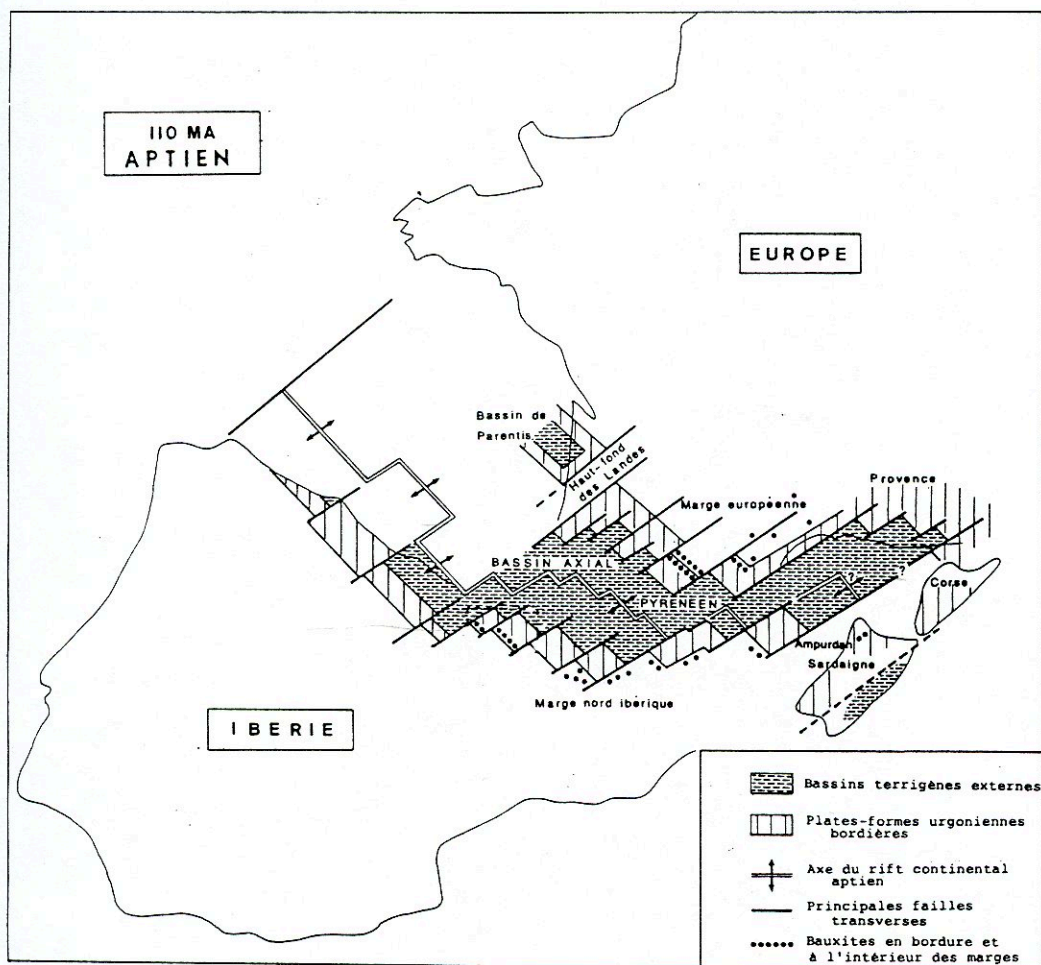 110 MA
APTIEN
EUROPE
Bassin de
Parentis
Haut-fond
des Landes
Provence
Marge européenne
BASSIN AXIAL
PYRENEEN
?
?
Corse
Ampurdan
Sardaigne
Marge nord ibérique
IBERIE
Bassins terrigènes externes
Plates-formes urgoniennes
bordières
Axe du rift continental
aptien
Principales failles
transverses
Bauxites en bordure et
à l'intérieur des marges